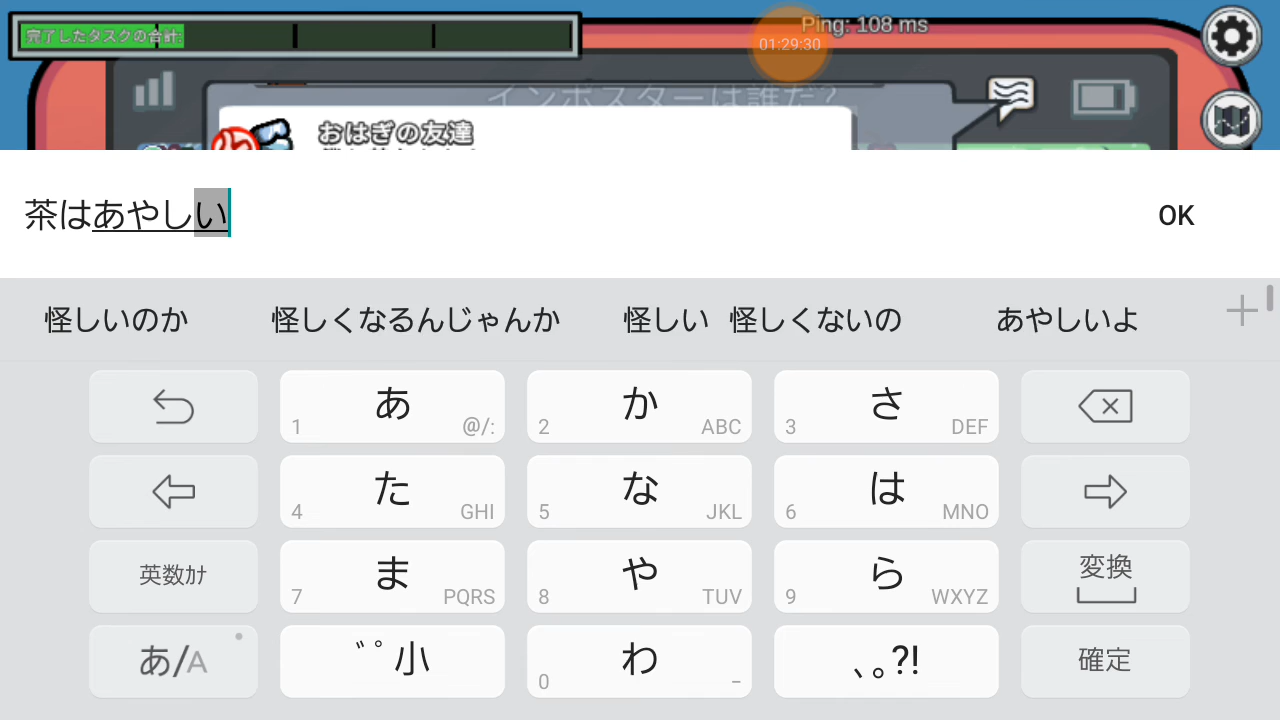 完了したタスクの合計:
Ping: 108 ms
01:29:30
インポスターは誰だ?
おはぎの友達
茶はあやしい
OK
怪しいのか 怪しくなるんじゃんか 怪しい 怪しくないの あやしいよ
あ 1 @/:
か 2 ABC
さ 3 DEF
た 4 GHI
な 5 JKL
は 6 MNO
英数カナ
ま 7 PQRS
や 8 TUV
ら 9 WXYZ
変換
あ/A
゛゜小
わ 0 ー
、。?!
確定